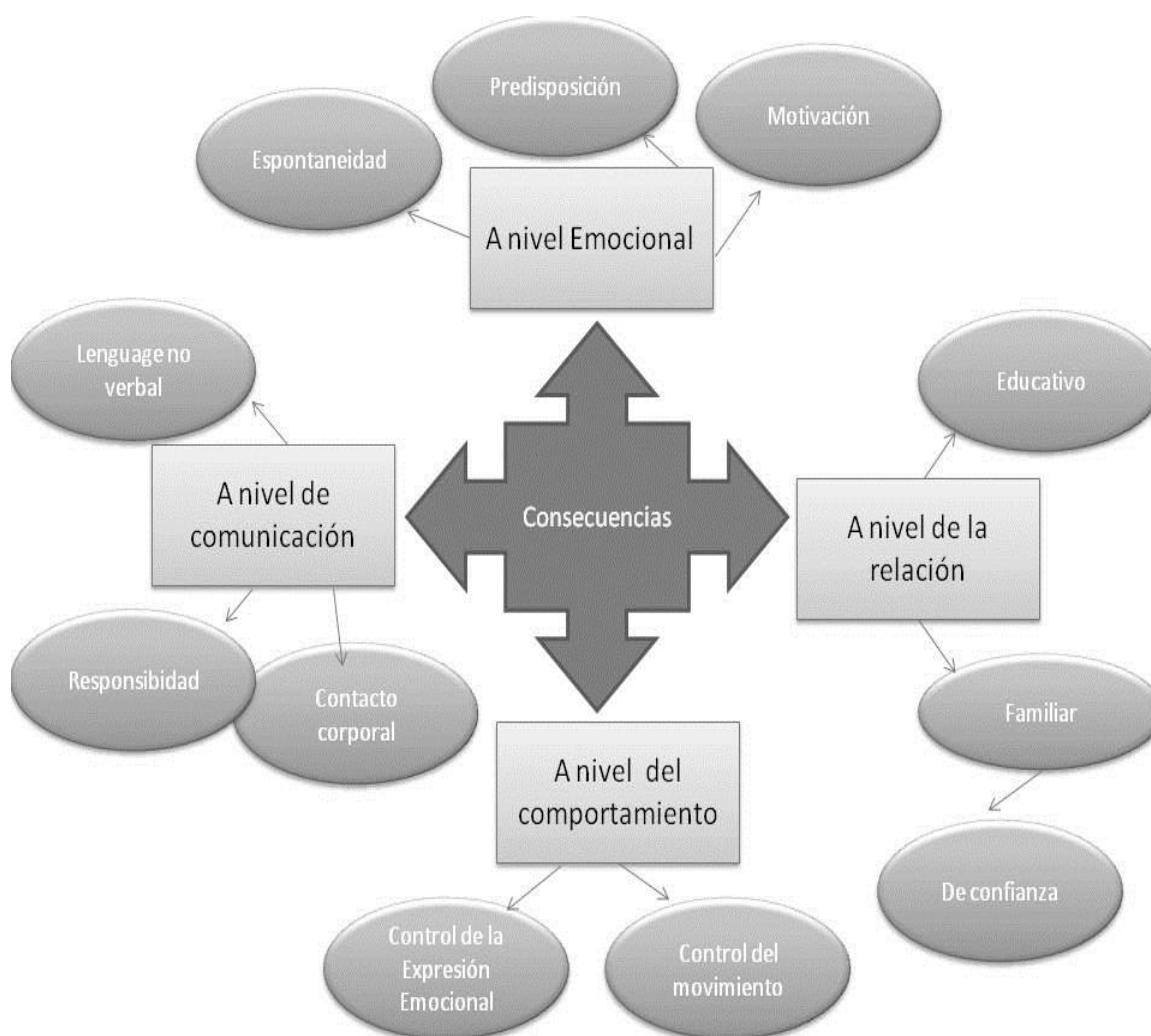 Predisposición
Motivación
Espontaneidad
A nivel Emocional
Lenguage no
verbal
Educativo
A nivel de
comunicación
Consecuencias
A nivel de la
relación
Responsibidad
Contacto
corporal
Familiar
A nivel del
comportamiento
De confianza
Control de la
Expresión
Emocional
Control del
movimiento